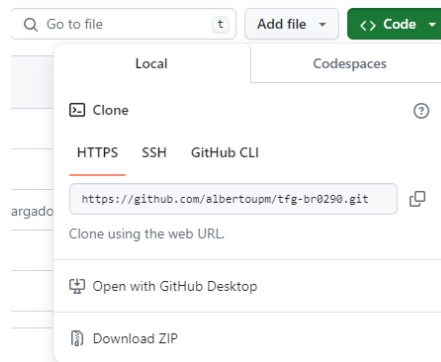 Go to file t Add file Code
Local Codespaces
Clone
HTTPS SSH GitHub CLI
https://github.com/albertoupm/tfg-br0290.git
argado
Clone using the web URL.
Open with GitHub Desktop
Download ZIP